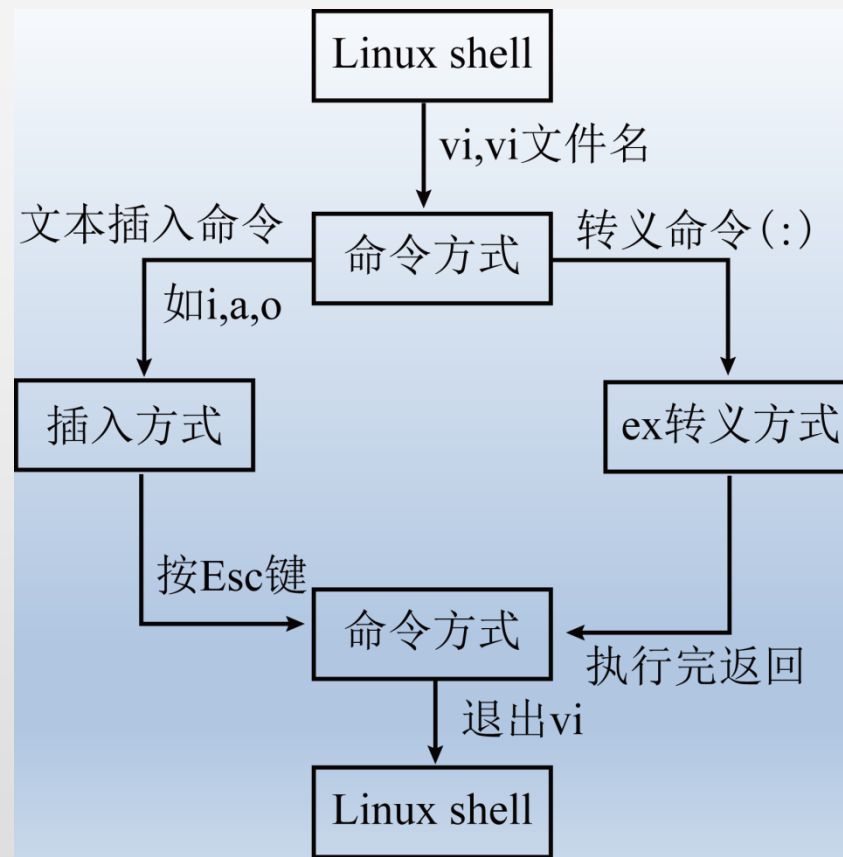 Linux shell
vi,vi文件名
文本插入命令
命令方式
转义命令(:)
如i,a,o
插入方式
ex转义方式
按Esc键
命令方式
执行完返回
退出vi
Linux shell